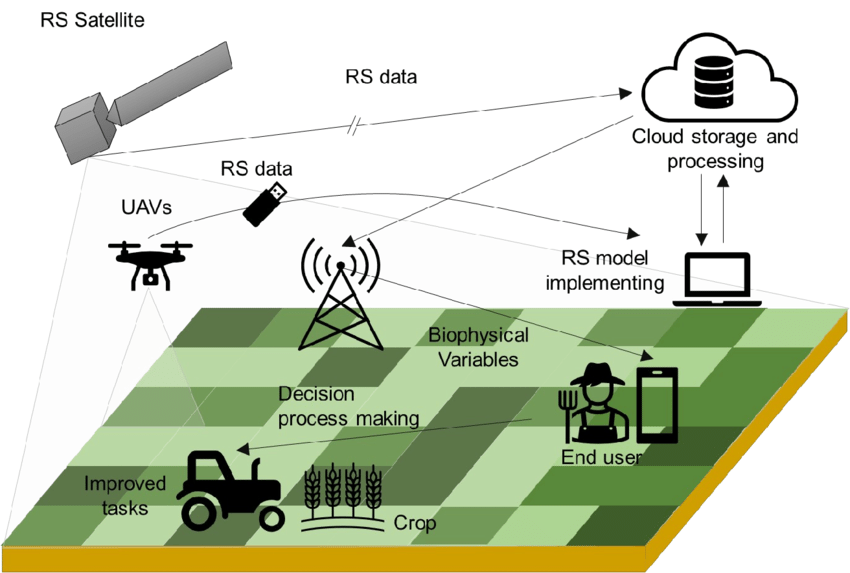 RS Satellite
RS data
Cloud storage and
processing
RS data
UAVs
RS model
implementing
Biophysical
Variables
Decision
process making
End user
Improved
tasks
Crop